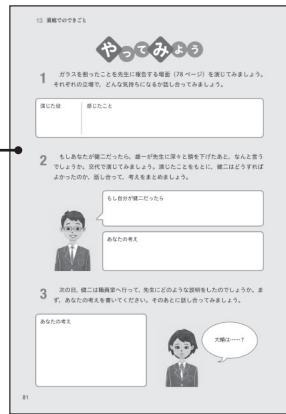 13 裏庭でのできごと
やってみよう
1 ガラスを割ったことを先生に報告する場面（78ページ）を演じてみましょう。
それぞれの立場で、どんな気持ちになるか話し合ってみましょう。
演じた役 感じたこと
2 もしあなたが健二だったら、雄一が先生に深々と頭を下げたあと、なんと言う
でしょうか。交代で演じてみましょう。演じたことをもとに、健二はどうすれば
よかったのか、話し合って、考えをまとめましょう。
もし自分が健二だったら
あなたの考え
3 次の日、健二は職員室へ行って、先生にどのような説明をしたのでしょうか。ま
ず、あなたの考えを書いてください。そのあとに話し合ってみましょう。
あなたの考え
大輔は……？
81